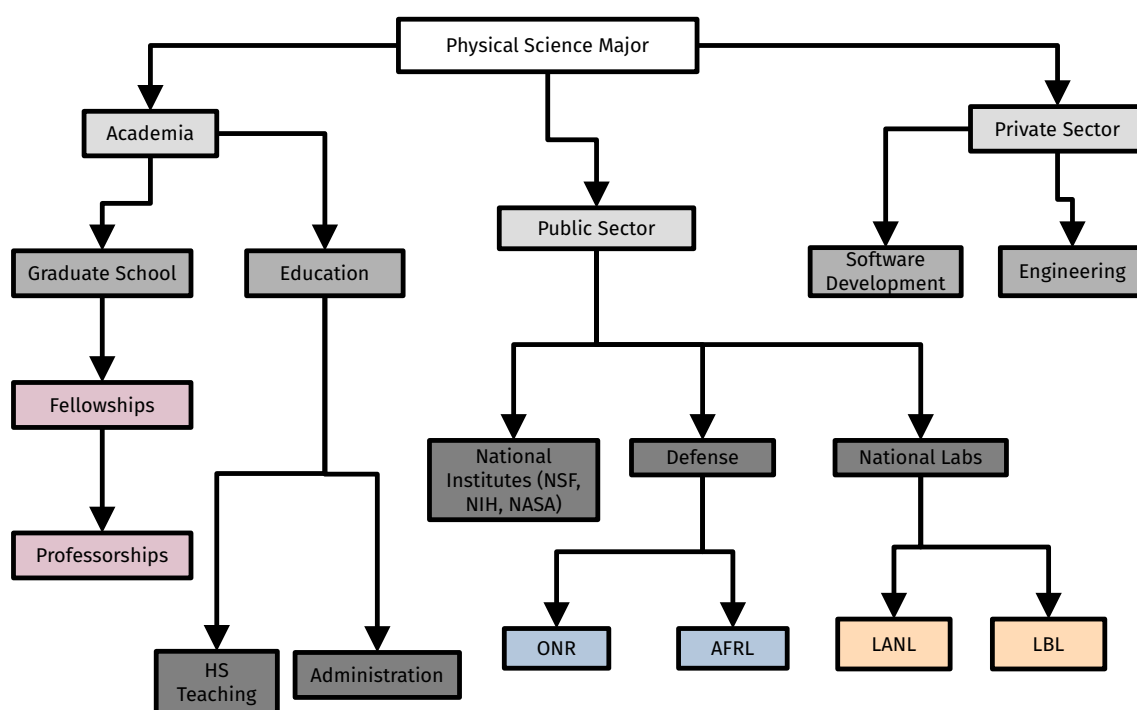 Physical Science Major
Academia
Private Sector
Public Sector
Graduate School
Education
Software
Development
Engineering
Fellowships
National
Institutes (NSF,
NIH, NASA)
Defense
National Labs
Professorships
ONR
AFRL
LANL
LBL
HS
Teaching
Administration